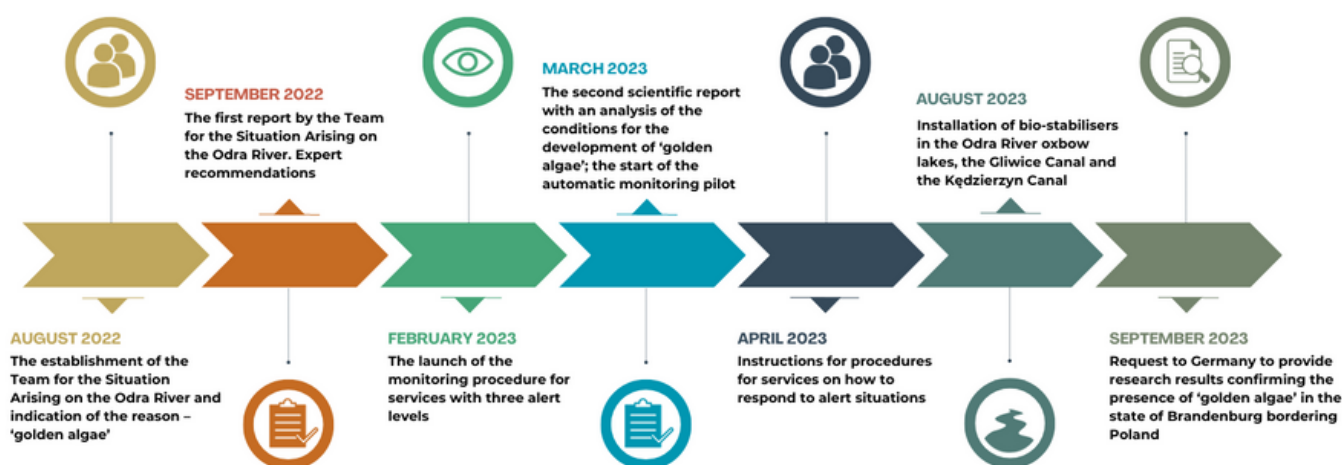 AUGUST 2022
The establishment of the
Team for the Situation
Arising on the Odra River and
indication of the reason –
‘golden algae’
SEPTEMBER 2022
The first report by the Team
for the Situation Arising on
the Odra River. Expert
recommendations
FEBRUARY 2023
The launch of the
monitoring procedure for
services with three alert
levels
MARCH 2023
The second scientific report
with an analysis of the
conditions for the
development of ‘golden
algae’; the start of the
automatic monitoring pilot
APRIL 2023
Instructions for procedures
for services on how to
respond to alert situations
AUGUST 2023
Installation of bio-stabilisers
in the Odra River oxbow
lakes, the Gliwice Canal and
the Kędzierzyn Canal
SEPTEMBER 2023
Request to Germany to provide
research results confirming the
presence of ‘golden algae’ in the
state of Brandenburg bordering
Poland